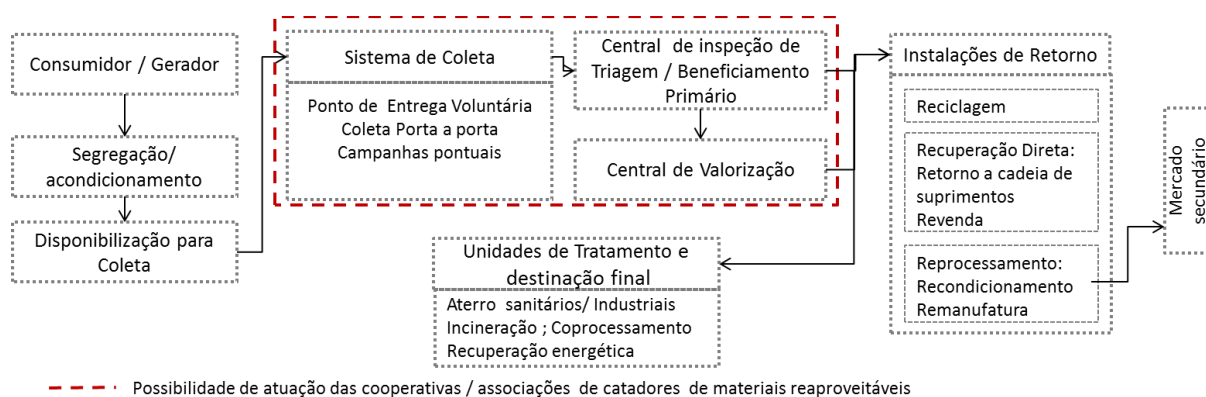 Consumidor / Gerador
Segregação/
acondicionamento
Disponibilização para
Coleta
Sistema de Coleta
Ponto de Entrega Voluntária
Coleta Porta a porta
Campanhas pontuais
Central de inspeção de
Triagem / Beneficiamento
Primário
Central de Valorização
Unidades de Tratamento e
destinação final
Aterro sanitários/ Industriais
Incineração ; Coprocessamento
Recuperação energética
Instalações de Retorno
Reciclagem
Recuperação Direta:
Retorno a cadeia de
suprimentos
Revenda
Reprocessamento:
Recondicionamento
Remanufatura
Mercado
secundário
Possibilidade de atuação das cooperativas / associações de catadores de materiais reaproveitáveis